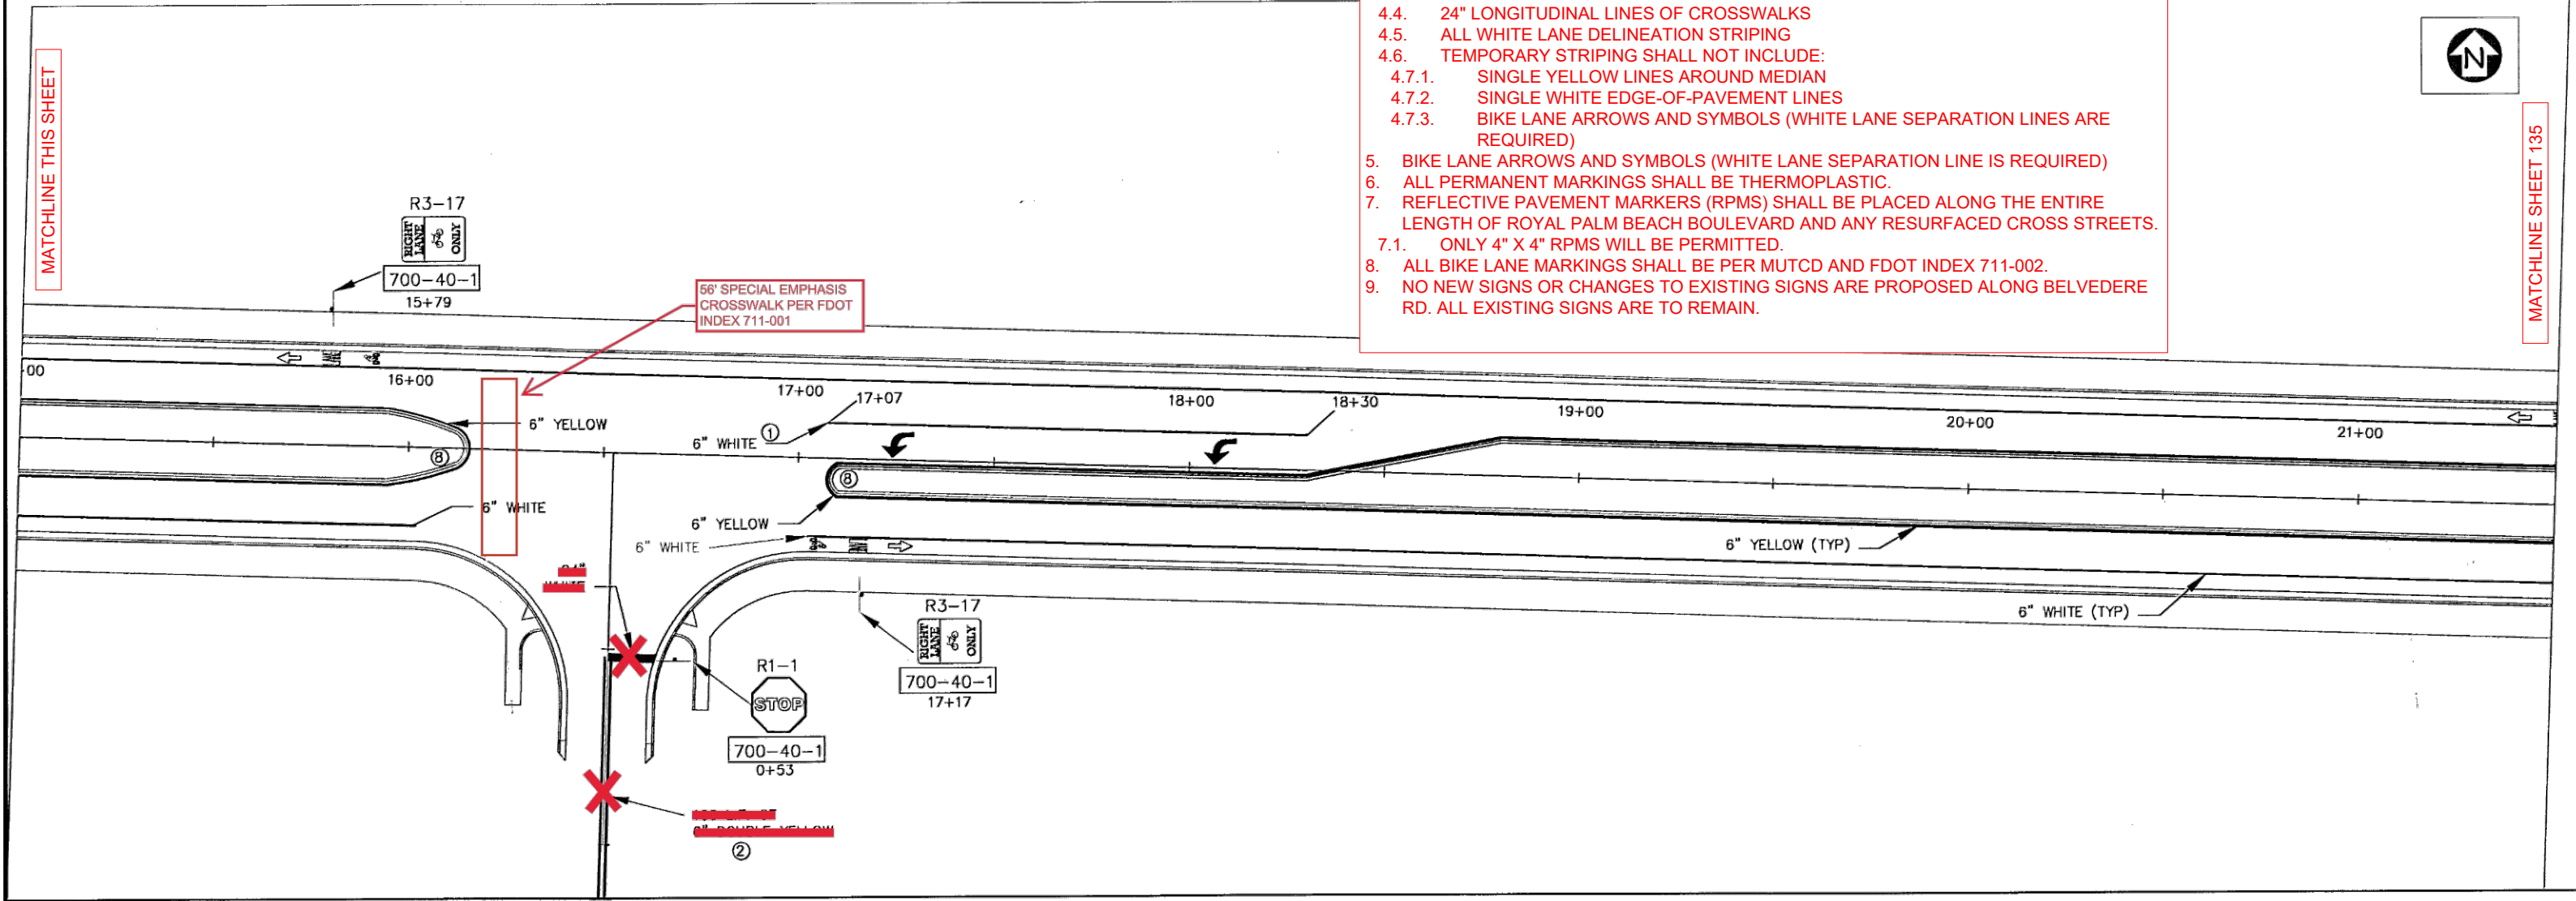 4.4. 24" LONGITUDINAL LINES OF CROSSWALKS
4.5. ALL WHITE LANE DELINEATION STRIPING
4.6. TEMPORARY STRIPING SHALL NOT INCLUDE:
4.7.1. SINGLE YELLOW LINES AROUND MEDIAN
4.7.2. SINGLE WHITE EDGE-OF-PAVEMENT LINES
4.7.3. BIKE LANE ARROWS AND SYMBOLS (WHITE LANE SEPARATION LINES ARE
REQUIRED)
5. BIKE LANE ARROWS AND SYMBOLS (WHITE LANE SEPARATION LINE IS REQUIRED)
6. ALL PERMANENT MARKINGS SHALL BE THERMOPLASTIC.
7. REFLECTIVE PAVEMENT MARKERS (RPMS) SHALL BE PLACED ALONG THE ENTIRE
LENGTH OF ROYAL PALM BEACH BOULEVARD AND ANY RESURFACED CROSS STREETS.
7.1. ONLY 4" X 4" RPMS WILL BE PERMITTED.
8. ALL BIKE LANE MARKINGS SHALL BE PER MUTCD AND FDOT INDEX 711-002.
9. NO NEW SIGNS OR CHANGES TO EXISTING SIGNS ARE PROPOSED ALONG BELVEDERE
RD. ALL EXISTING SIGNS ARE TO REMAIN.
N
MATCHLINE THIS SHEET
MATCHLINE SHEET 135
R3-17
RIGHT
LANE
ONLY
700-40-1
15+79
56' SPECIAL EMPHASIS
CROSSWALK PER FDOT
INDEX 711-001
00
16+00
17+00
17+07
18+00
18+30
19+00
20+00
21+00
6" YELLOW
6" WHITE ①
⑧
⑧
6" WHITE
6" YELLOW
6" WHITE
6" YELLOW (TYP)
6" WHITE (TYP)
R3-17
RIGHT
LANE
ONLY
700-40-1
17+17
R1-1
STOP
700-40-1
0+53
6" DOUBLE YELLOW
②